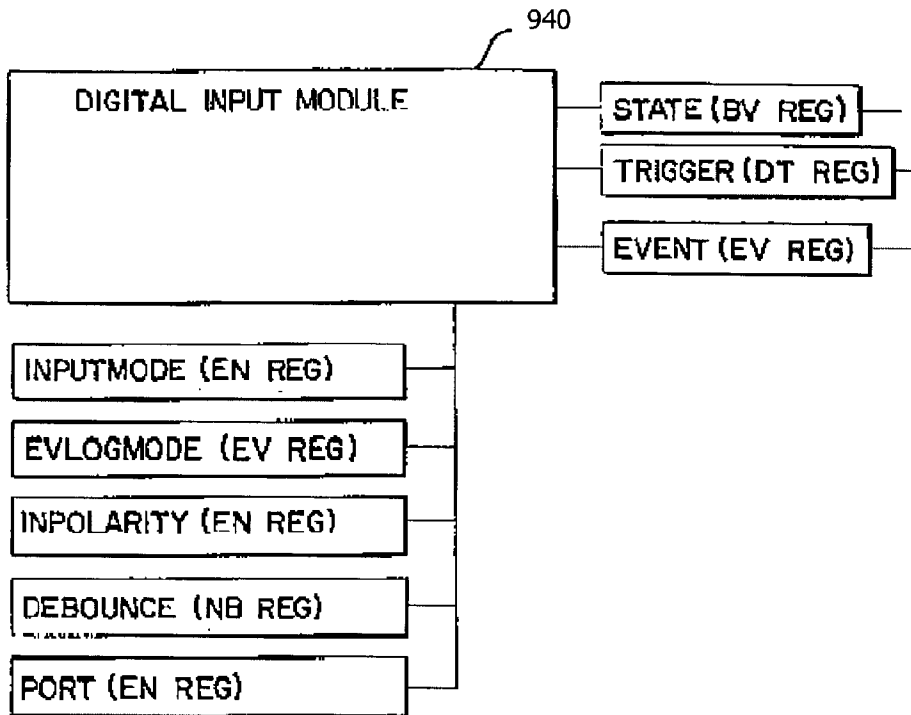 940
DIGITAL INPUT MODULE
STATE (BV REG)
TRIGGER (DT REG)
EVENT (EV REG)
INPUTMODE (EN REG)
EVLOGMODE (EV REG)
INPOLARITY (EN REG)
DEBOUNCE (NB REG)
PORT (EN REG)